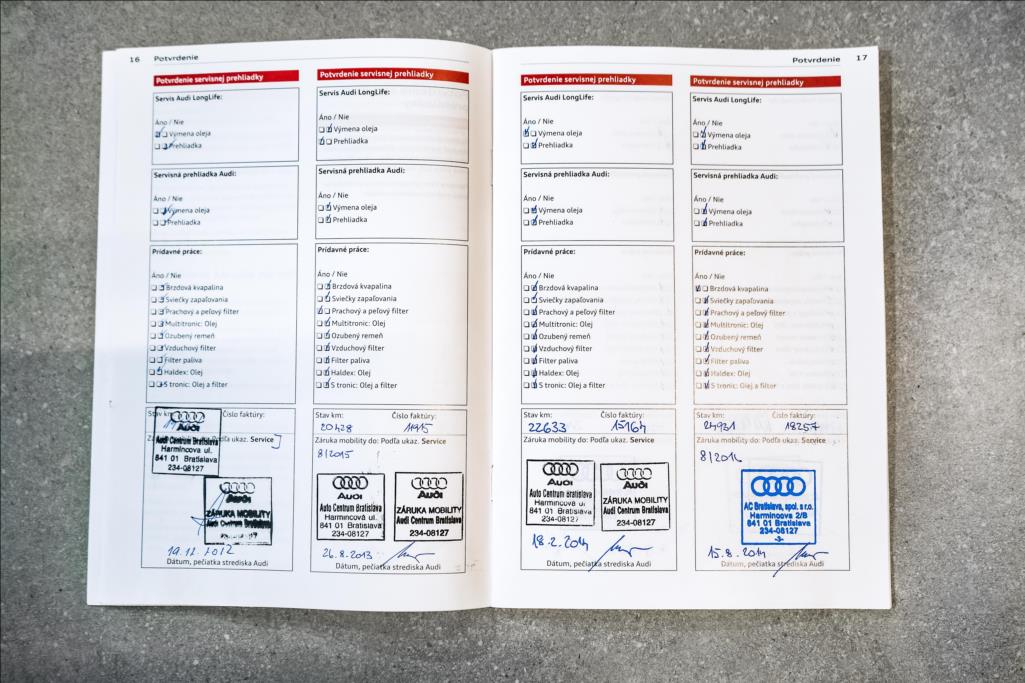 16 Potvrdenie
Potvrdenie servisnej prehliadky
Servis Audi LongLife:
Áno / Nie
Výmena oleja
Prehliadka
Servisná prehliadka Audi:
Áno / Nie
Výmena oleja
Prehliadka
Prídavné práce:
Áno / Nie
Brzdová kvapalina
Sviečky zapaľovania
Prachový a peľový filter
Multitronic: Olej
Ozubený remeň
Vzduchový filter
Filter paliva
Haldex: Olej
S tronic: Olej a filter
Stav km:
Číslo faktúry:
Podľa ukaz. Service
Audi
Audi Centrum Bratislava
Harmincova ul.
841 01 Bratislava
234-08127
Audi
ZÁRUKA MOBILITY
Audi Centrum Bratislava
19.12.2012
Dátum, pečiatka strediska Audi
Potvrdenie servisnej prehliadky
Servis Audi LongLife:
Áno / Nie
Výmena oleja
Prehliadka
Servisná prehliadka Audi:
Áno / Nie
Výmena oleja
Prehliadka
Prídavné práce:
Áno / Nie
Brzdová kvapalina
Sviečky zapaľovania
Prachový a peľový filter
Multitronic: Olej
Ozubený remeň
Vzduchový filter
Filter paliva
Haldex: Olej
S tronic: Olej a filter
Stav km: Číslo faktúry:
20428 11915
Záruka mobility do: Podľa ukaz. Service
8/2015
Audi
Auto Centrum Bratislava
Harmincova ul.
841 01 Bratislava
234-08127
Audi
ZÁRUKA MOBILITY
Audi Centrum Bratislava
26.8.2013
Dátum, pečiatka strediska Audi
Potvrdenie 17
Potvrdenie servisnej prehliadky
Servis Audi LongLife:
Áno / Nie
Výmena oleja
Prehliadka
Servisná prehliadka Audi:
Áno / Nie
Výmena oleja
Prehliadka
Prídavné práce:
Áno / Nie
Brzdová kvapalina
Sviečky zapaľovania
Prachový a peľový filter
Multitronic: Olej
Ozubený remeň
Vzduchový filter
Filter paliva
Haldex: Olej
S tronic: Olej a filter
Stav km: Číslo faktúry:
22633 15164
Záruka mobility do: Podľa ukaz. Service
Audi
Auto Centrum Bratislava
Harmincova ul.
841 01 Bratislava
234-08127
Audi
ZÁRUKA MOBILITY
Audi Centrum Bratislava
18.2.2014
Dátum, pečiatka strediska Audi
Potvrdenie servisnej prehliadky
Servis Audi LongLife:
Áno / Nie
Výmena oleja
Prehliadka
Servisná prehliadka Audi:
Áno / Nie
Výmena oleja
Prehliadka
Prídavné práce:
Áno / Nie
Brzdová kvapalina
Sviečky zapaľovania
Prachový a peľový filter
Multitronic: Olej
Ozubený remeň
Vzduchový filter
Filter paliva
Haldex: Olej
S tronic: Olej a filter
Stav km: Číslo faktúry:
24931 18257
Záruka mobility do: Podľa ukaz. Service
8/2016
AC Bratislava, spol. s r.o.
Harmincova 2/B
841 01 Bratislava
234-08127
-3-
15.8.2014
Dátum, pečiatka strediska Audi